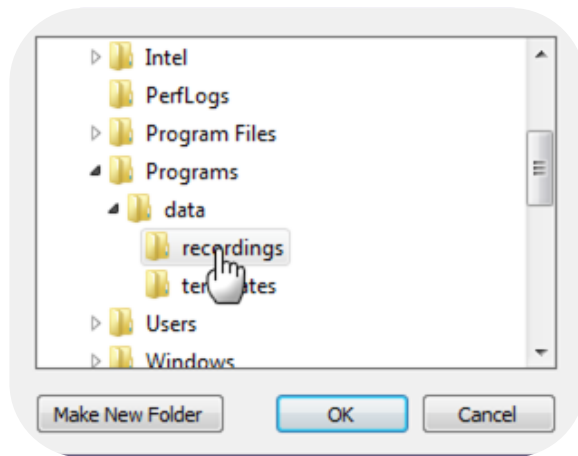 Intel
PerfLogs
Program Files
Programs
data
recordings
Users
Windows
Make New Folder OK Cancel